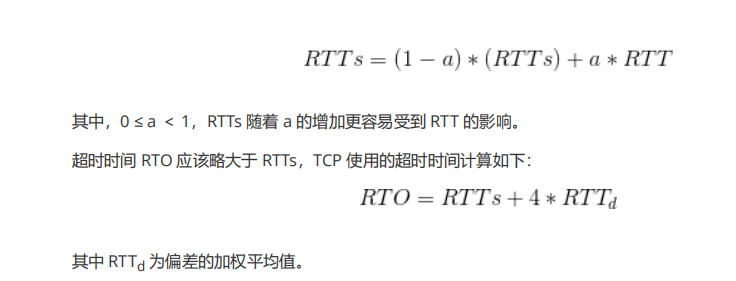 RTTs = (1 − a) ∗ (RTTs) + a ∗ RTT
其中，0 ≤ a ＜ 1，RTTs 随着 a 的增加更容易受到 RTT 的影响。
超时时间 RTO 应该略大于 RTTs，TCP 使用的超时时间计算如下：
RTO = RTTs + 4 ∗ RTT_d
其中 RTT_d 为偏差的加权平均值。